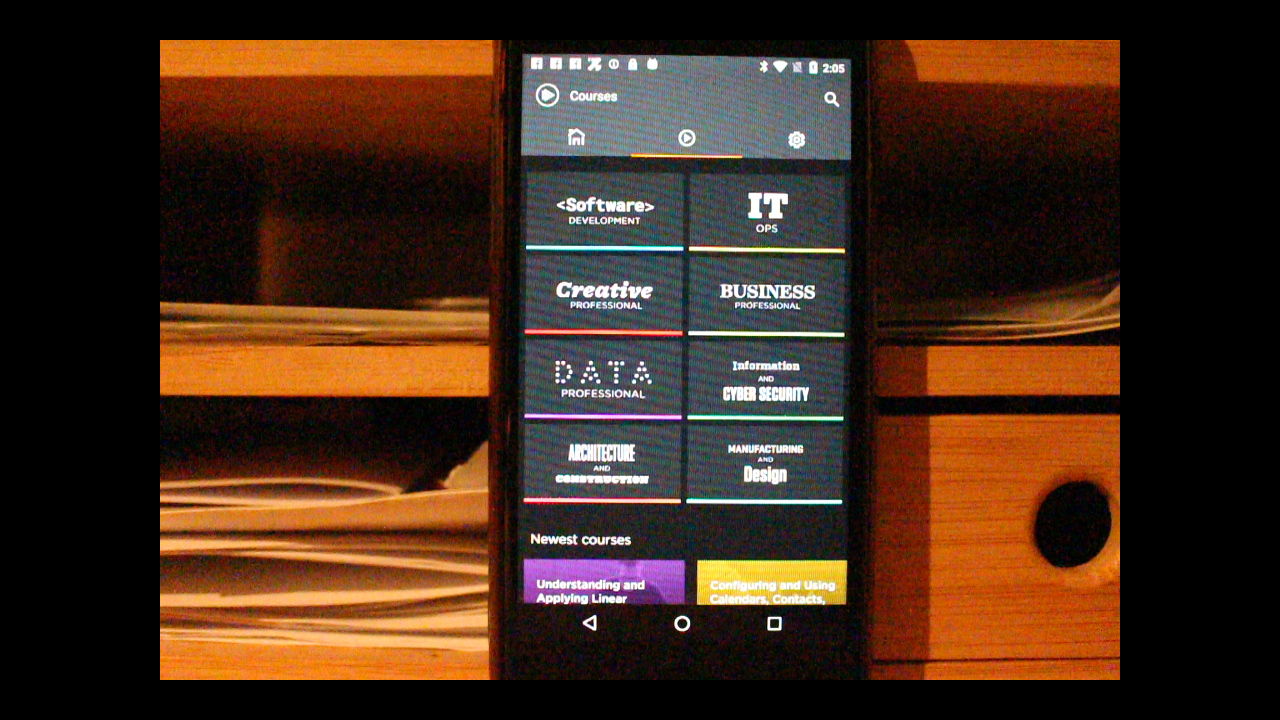 2:05
Courses
<Software>
DEVELOPMENT
IT
OPS
Creative
PROFESSIONAL
BUSINESS
PROFESSIONAL
DATA
PROFESSIONAL
Information
AND
CYBER SECURITY
ARCHITECTURE
AND
CONSTRUCTION
MANUFACTURING
AND
Design
Newest courses
Understanding and
Applying Linear
Configuring and Using
Calendars, Contacts,